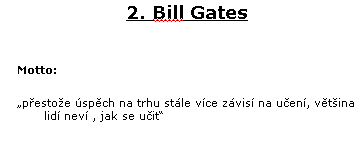 2. Bill Gates
Motto:
„přestože úspěch na trhu stále více závisí na učení, většina
lidí neví , jak se učit“